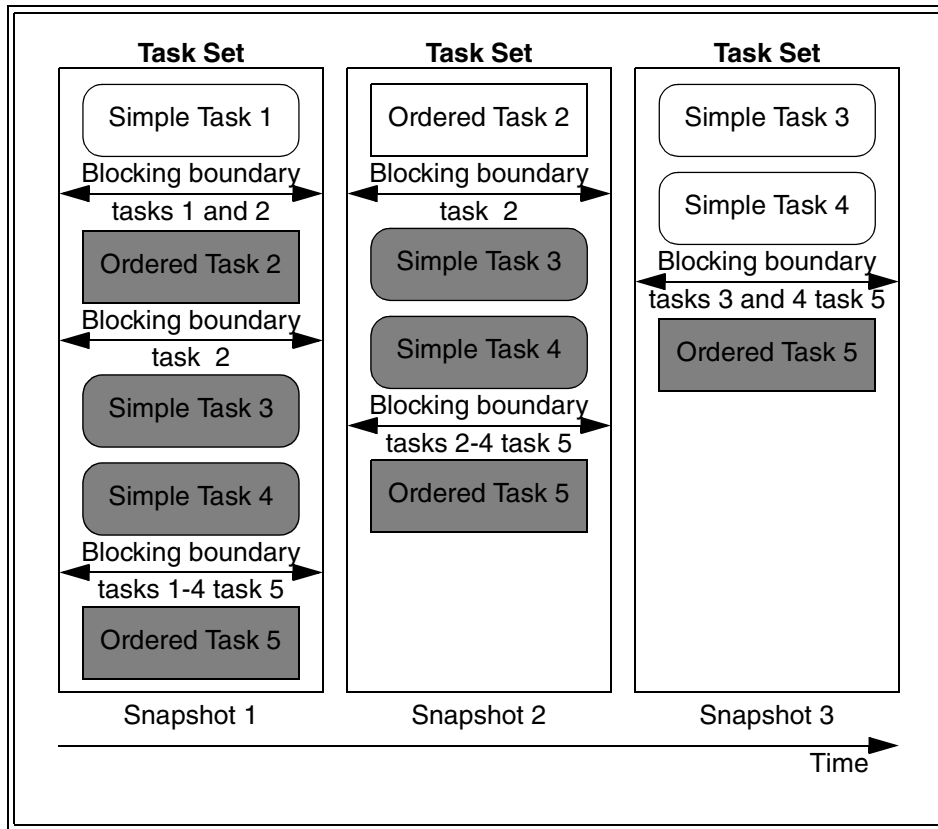 Task Set
Simple Task 1
Blocking boundary
tasks 1 and 2
Ordered Task 2
Blocking boundary
task 2
Simple Task 3
Simple Task 4
Blocking boundary
tasks 1-4 task 5
Ordered Task 5
Snapshot 1
Task Set
Ordered Task 2
Blocking boundary
task 2
Simple Task 3
Simple Task 4
Blocking boundary
tasks 2-4 task 5
Ordered Task 5
Snapshot 2
Task Set
Simple Task 3
Simple Task 4
Blocking boundary
tasks 3 and 4 task 5
Ordered Task 5
Snapshot 3
Time